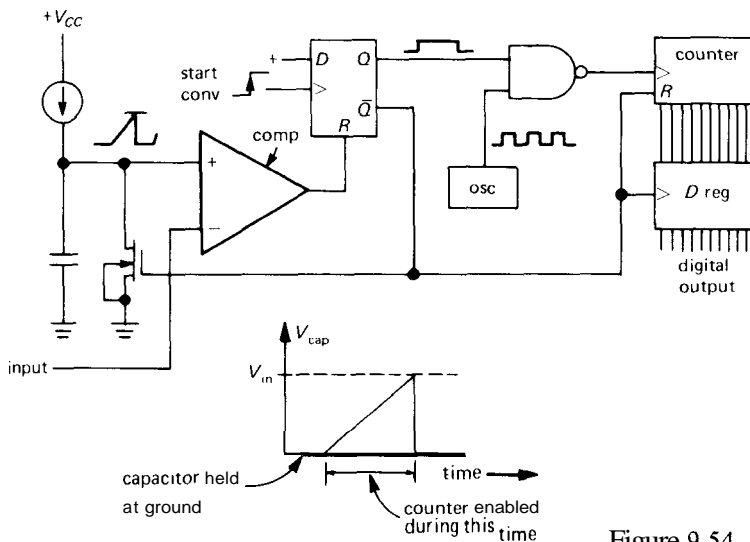 +V_CC
start
conv
+
D
Q
Q̅
R
comp
+
−
osc
counter
R
D reg
digital
output
input
V_cap
V_in
time
capacitor held
at ground
counter enabled
during this time
Figure 9.54